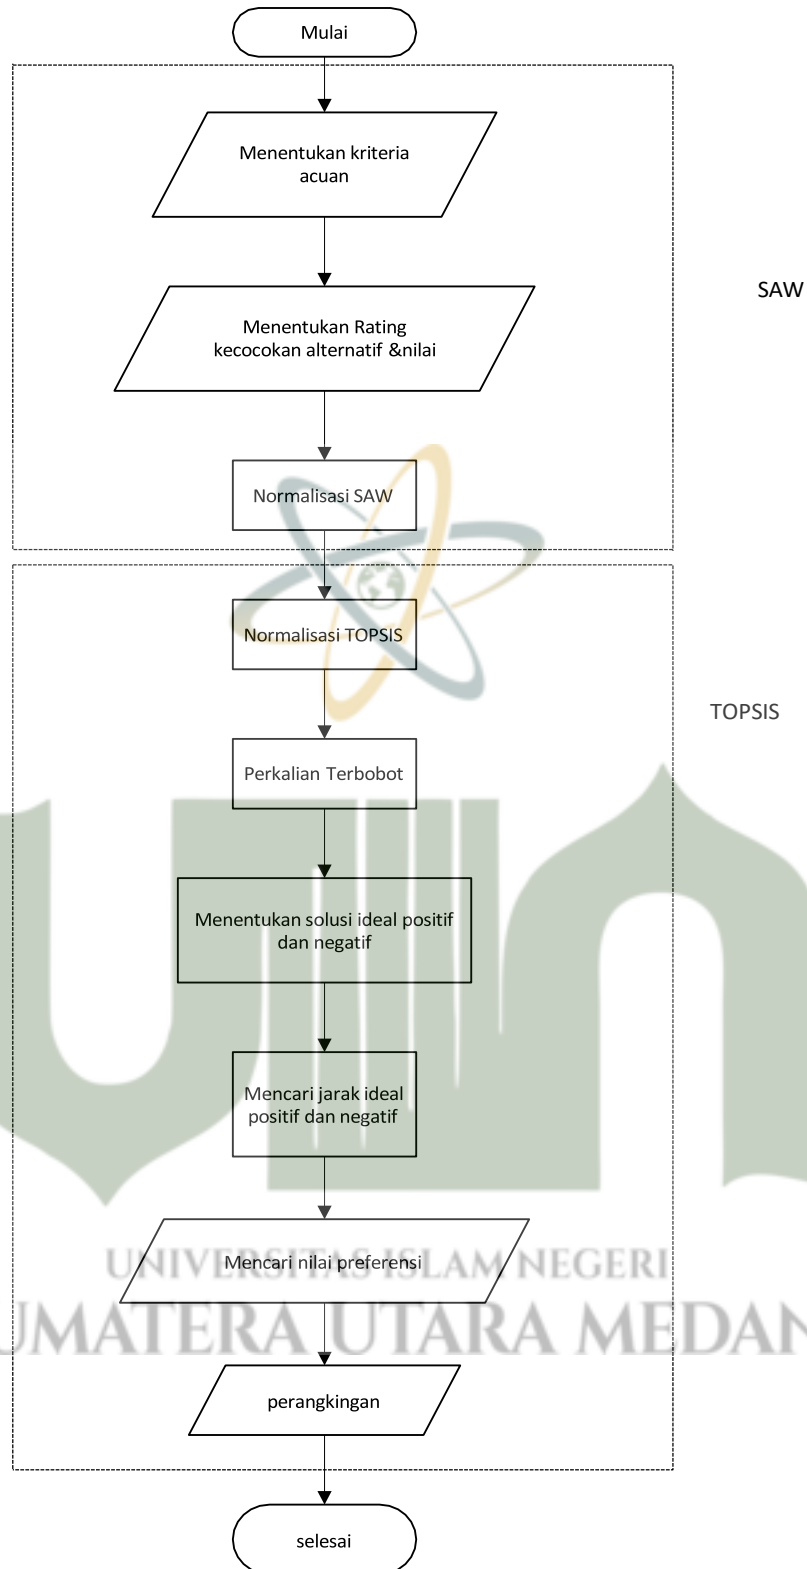 Mulai
Menentukan kriteria
acuan
SAW
Menentukan Rating
kecocokan alternatif &nilai
Normalisasi SAW
Normalisasi TOPSIS
TOPSIS
Perkalian Terbobot
Menentukan solusi ideal positif
dan negatif
Mencari jarak ideal
positif dan negatif
UNIVERSITAS ISLAM NEGERI
Mencari nilai preferensi
UMATERA UTARA MEDAN
perangkingan
selesai